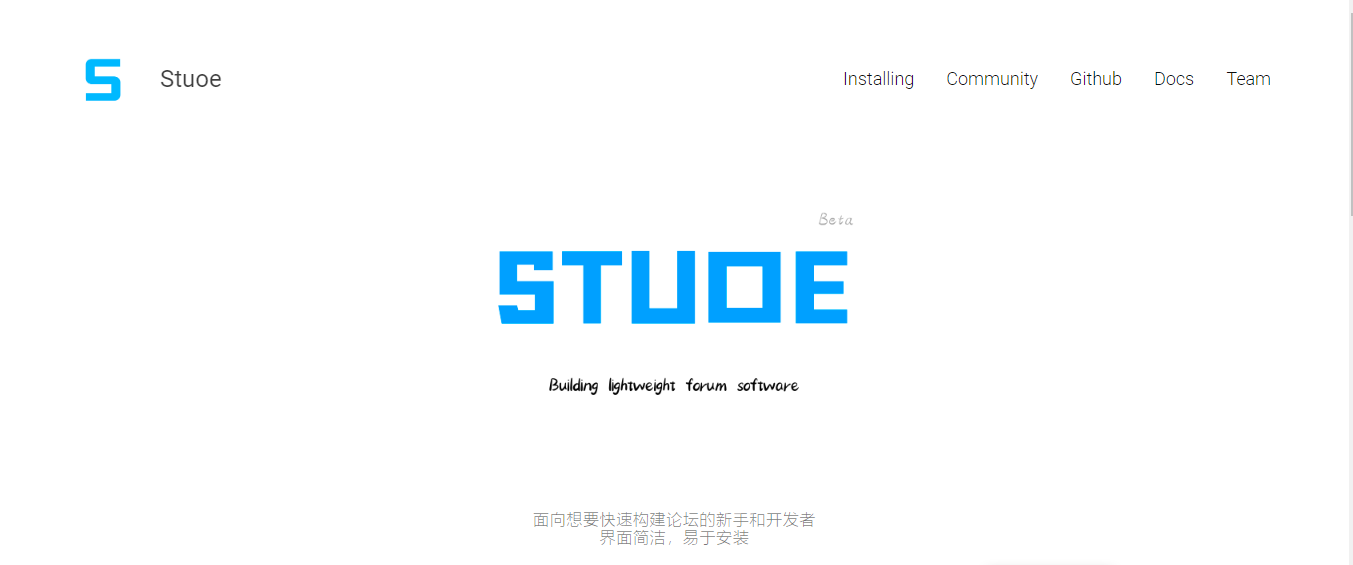 S Stuoe Installing Community Github Docs Team
Beta
STUOE
Building lightweight forum software
面向想要快速构建论坛的新手和开发者
界面简洁，易于安装